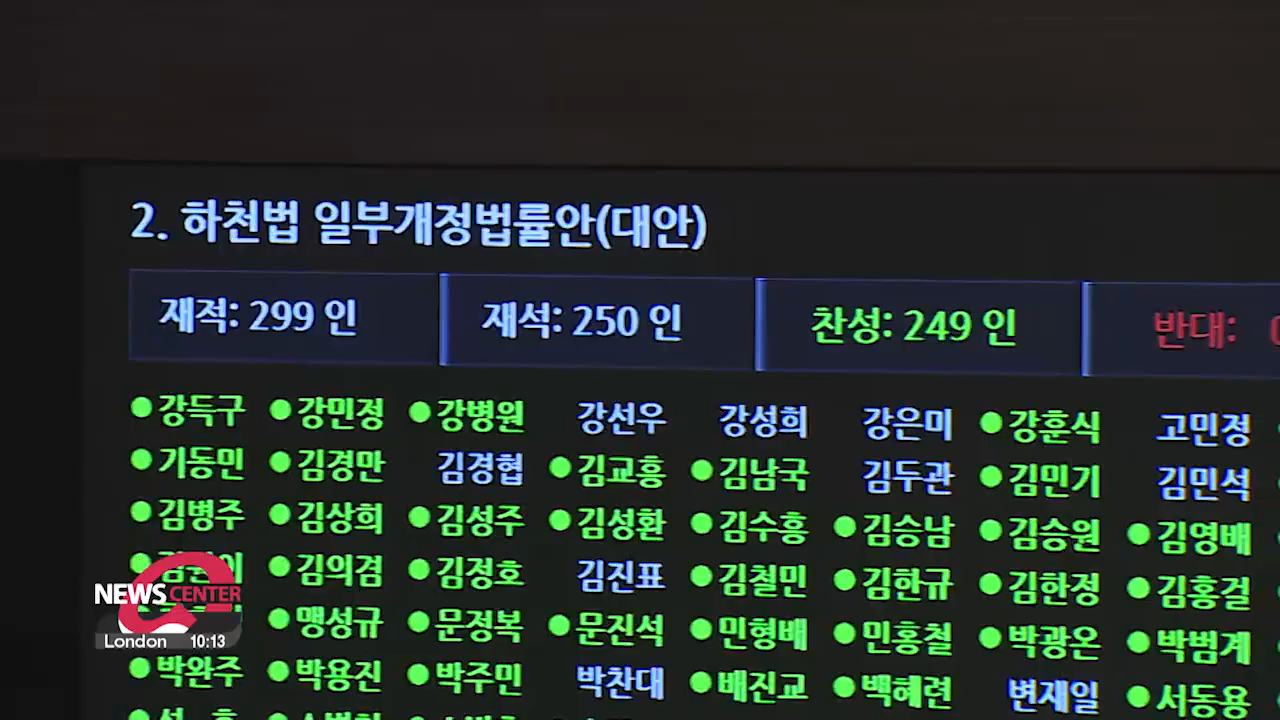 2. 하천법 일부개정법률안(대안)
재적: 299 인 재석: 250 인 찬성: 249 인 반대:
강득구 강민정 강병원 강선우 강성희 강은미 강훈식 고민정
기동민 김경만 김경협 김교흥 김남국 김두관 김민기 김민석
김병주 김상희 김성주 김성환 김수흥 김승남 김승원 김영배
김의겸 김정호 김진표 김철민 김한규 김한정 김홍걸
맹성규 문정복 문진석 민형배 민홍철 박광온 박범계
박완주 박용진 박주민 박찬대 배진교 백혜련 변재일 서동용
NEWS CENTER
London 10:13